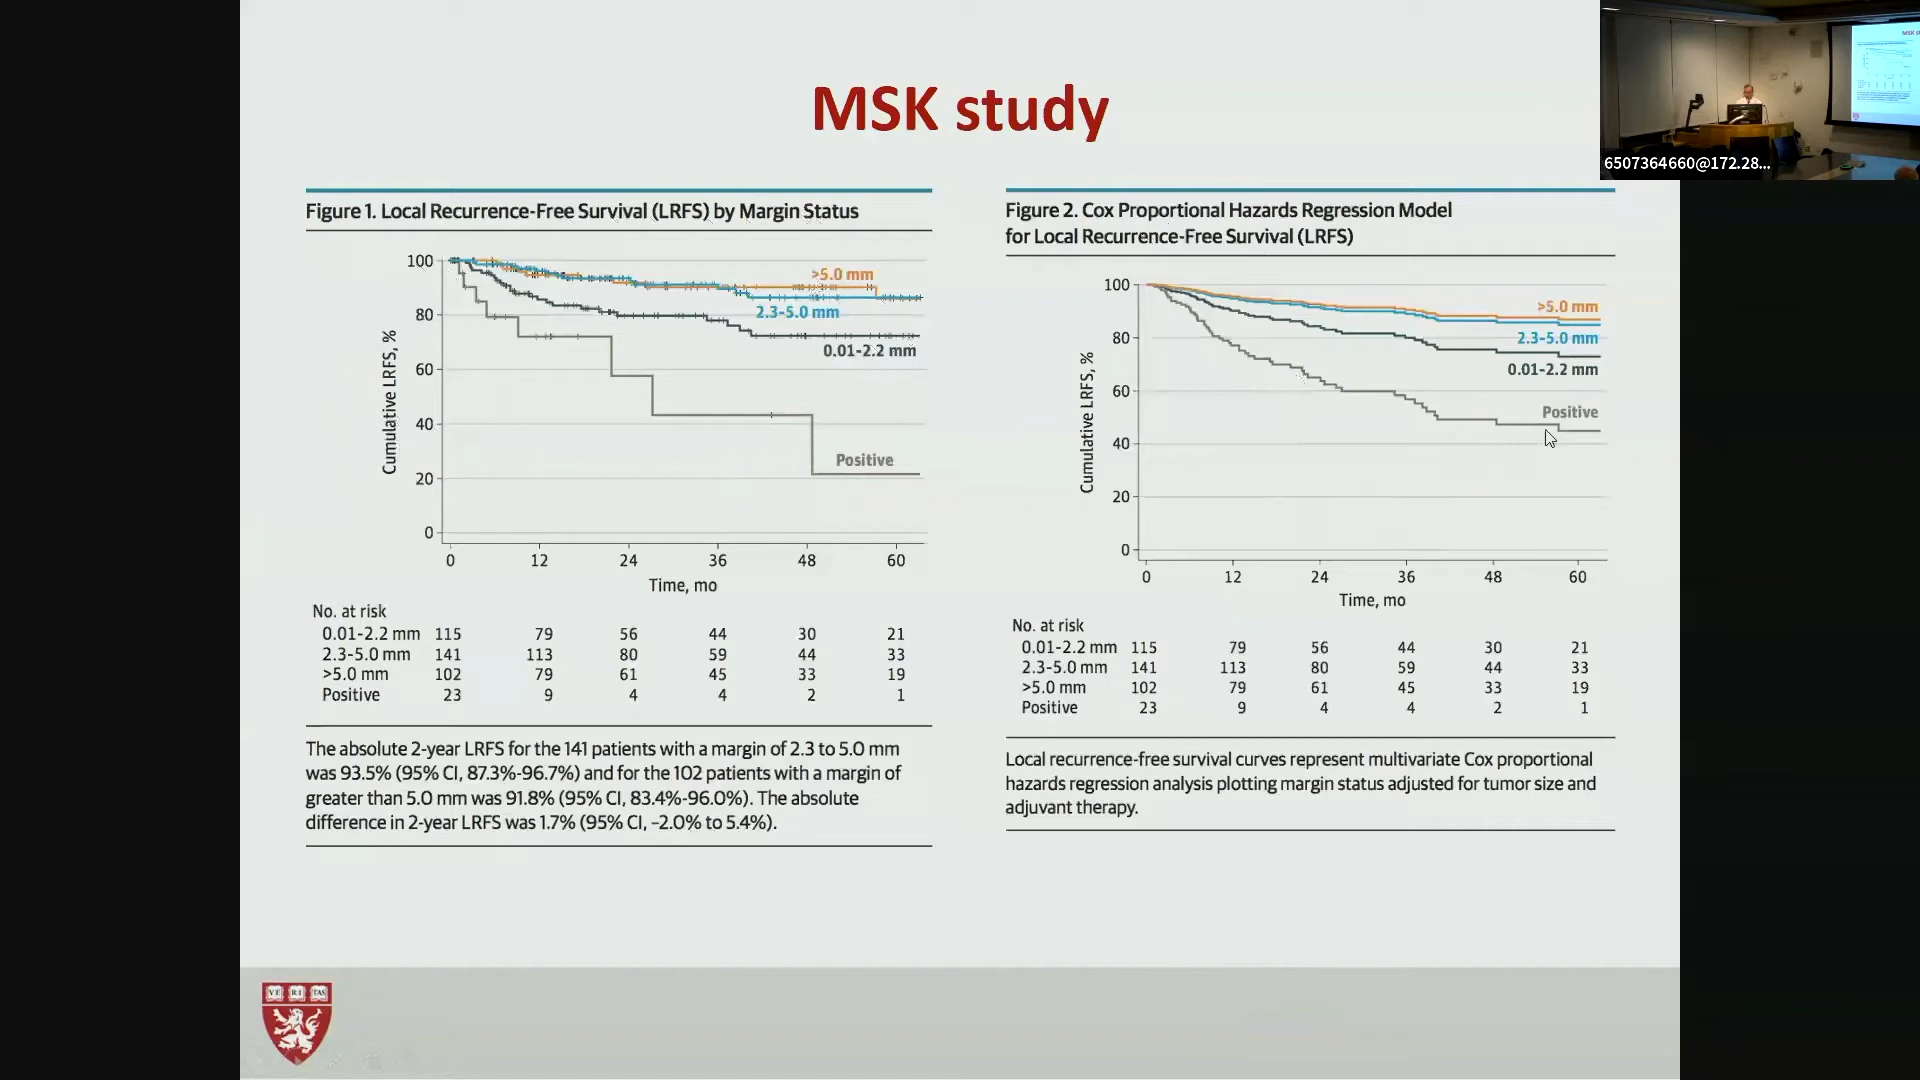 MSK study
6507364660@172.28...
Figure 1. Local Recurrence-Free Survival (LRFS) by Margin Status
Cumulative LRFS, %
100
80
60
40
20
0
>5.0 mm
2.3-5.0 mm
0.01-2.2 mm
Positive
0 12 24 36 48 60
Time, mo
No. at risk
0.01-2.2 mm 115 79 56 44 30 21
2.3-5.0 mm 141 113 80 59 44 33
>5.0 mm 102 79 61 45 33 19
Positive 23 9 4 4 2 1
The absolute 2-year LRFS for the 141 patients with a margin of 2.3 to 5.0 mm
was 93.5% (95% CI, 87.3%-96.7%) and for the 102 patients with a margin of
greater than 5.0 mm was 91.8% (95% CI, 83.4%-96.0%). The absolute
difference in 2-year LRFS was 1.7% (95% CI, −2.0% to 5.4%).
Figure 2. Cox Proportional Hazards Regression Model
for Local Recurrence-Free Survival (LRFS)
Cumulative LRFS, %
100
80
60
40
20
0
>5.0 mm
2.3-5.0 mm
0.01-2.2 mm
Positive
0 12 24 36 48 60
Time, mo
No. at risk
0.01-2.2 mm 115 79 56 44 30 21
2.3-5.0 mm 141 113 80 59 44 33
>5.0 mm 102 79 61 45 33 19
Positive 23 9 4 4 2 1
Local recurrence-free survival curves represent multivariate Cox proportional
hazards regression analysis plotting margin status adjusted for tumor size and
adjuvant therapy.
VE RI TAS